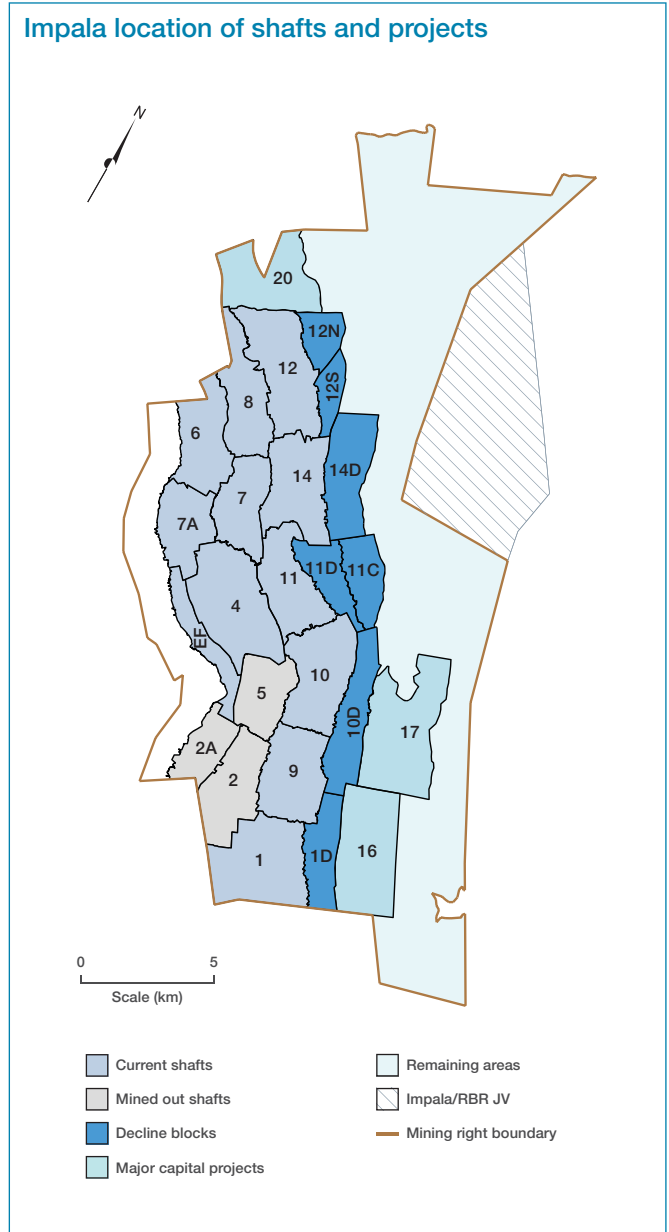 Impala location of shafts and projects
N
20
12N
12
12S
8
6
14D
14
7
7A
11D
11C
11
4
EF
10
5
10D
17
2A
9
2
16
1D
1
0 5
Scale (km)
Current shafts
Mined out shafts
Decline blocks
Major capital projects
Remaining areas
Impala/RBR JV
Mining right boundary